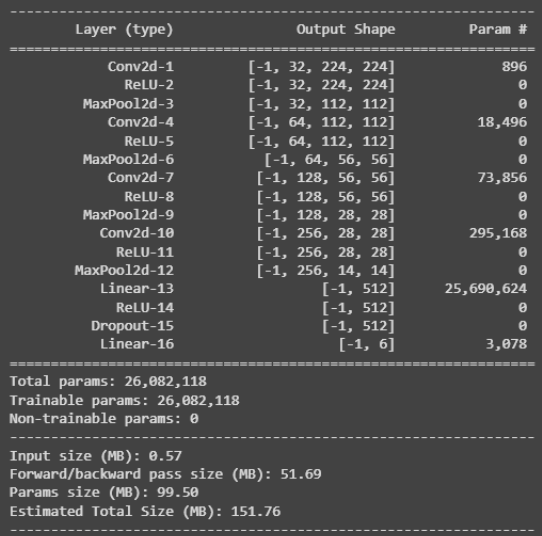 ----------------------------------------------------------------
        Layer (type)               Output Shape         Param #
================================================================
            Conv2d-1         [-1, 32, 224, 224]             896
              ReLU-2         [-1, 32, 224, 224]               0
         MaxPool2d-3         [-1, 32, 112, 112]               0
            Conv2d-4         [-1, 64, 112, 112]          18,496
              ReLU-5         [-1, 64, 112, 112]               0
         MaxPool2d-6           [-1, 64, 56, 56]               0
            Conv2d-7          [-1, 128, 56, 56]          73,856
              ReLU-8          [-1, 128, 56, 56]               0
         MaxPool2d-9          [-1, 128, 28, 28]               0
           Conv2d-10          [-1, 256, 28, 28]         295,168
             ReLU-11          [-1, 256, 28, 28]               0
        MaxPool2d-12          [-1, 256, 14, 14]               0
           Linear-13                  [-1, 512]      25,690,624
             ReLU-14                  [-1, 512]               0
          Dropout-15                  [-1, 512]               0
           Linear-16                    [-1, 6]           3,078
================================================================
Total params: 26,082,118
Trainable params: 26,082,118
Non-trainable params: 0
----------------------------------------------------------------
Input size (MB): 0.57
Forward/backward pass size (MB): 51.69
Params size (MB): 99.50
Estimated Total Size (MB): 151.76
----------------------------------------------------------------